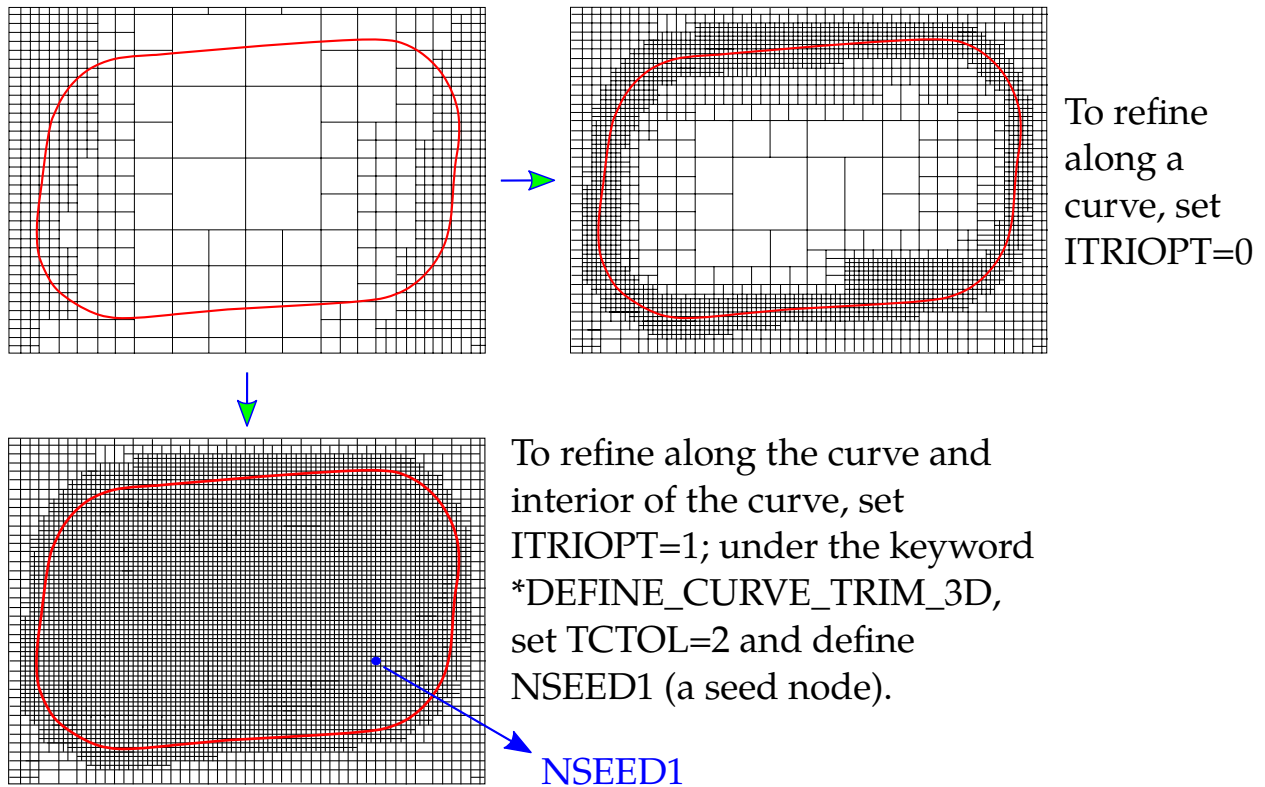 To refine
along a
curve, set
ITRIOPT=0
To refine along the curve and
interior of the curve, set
ITRIOPT=1; under the keyword
*DEFINE_CURVE_TRIM_3D,
set TCTOL=2 and define
NSEED1 (a seed node).
NSEED1